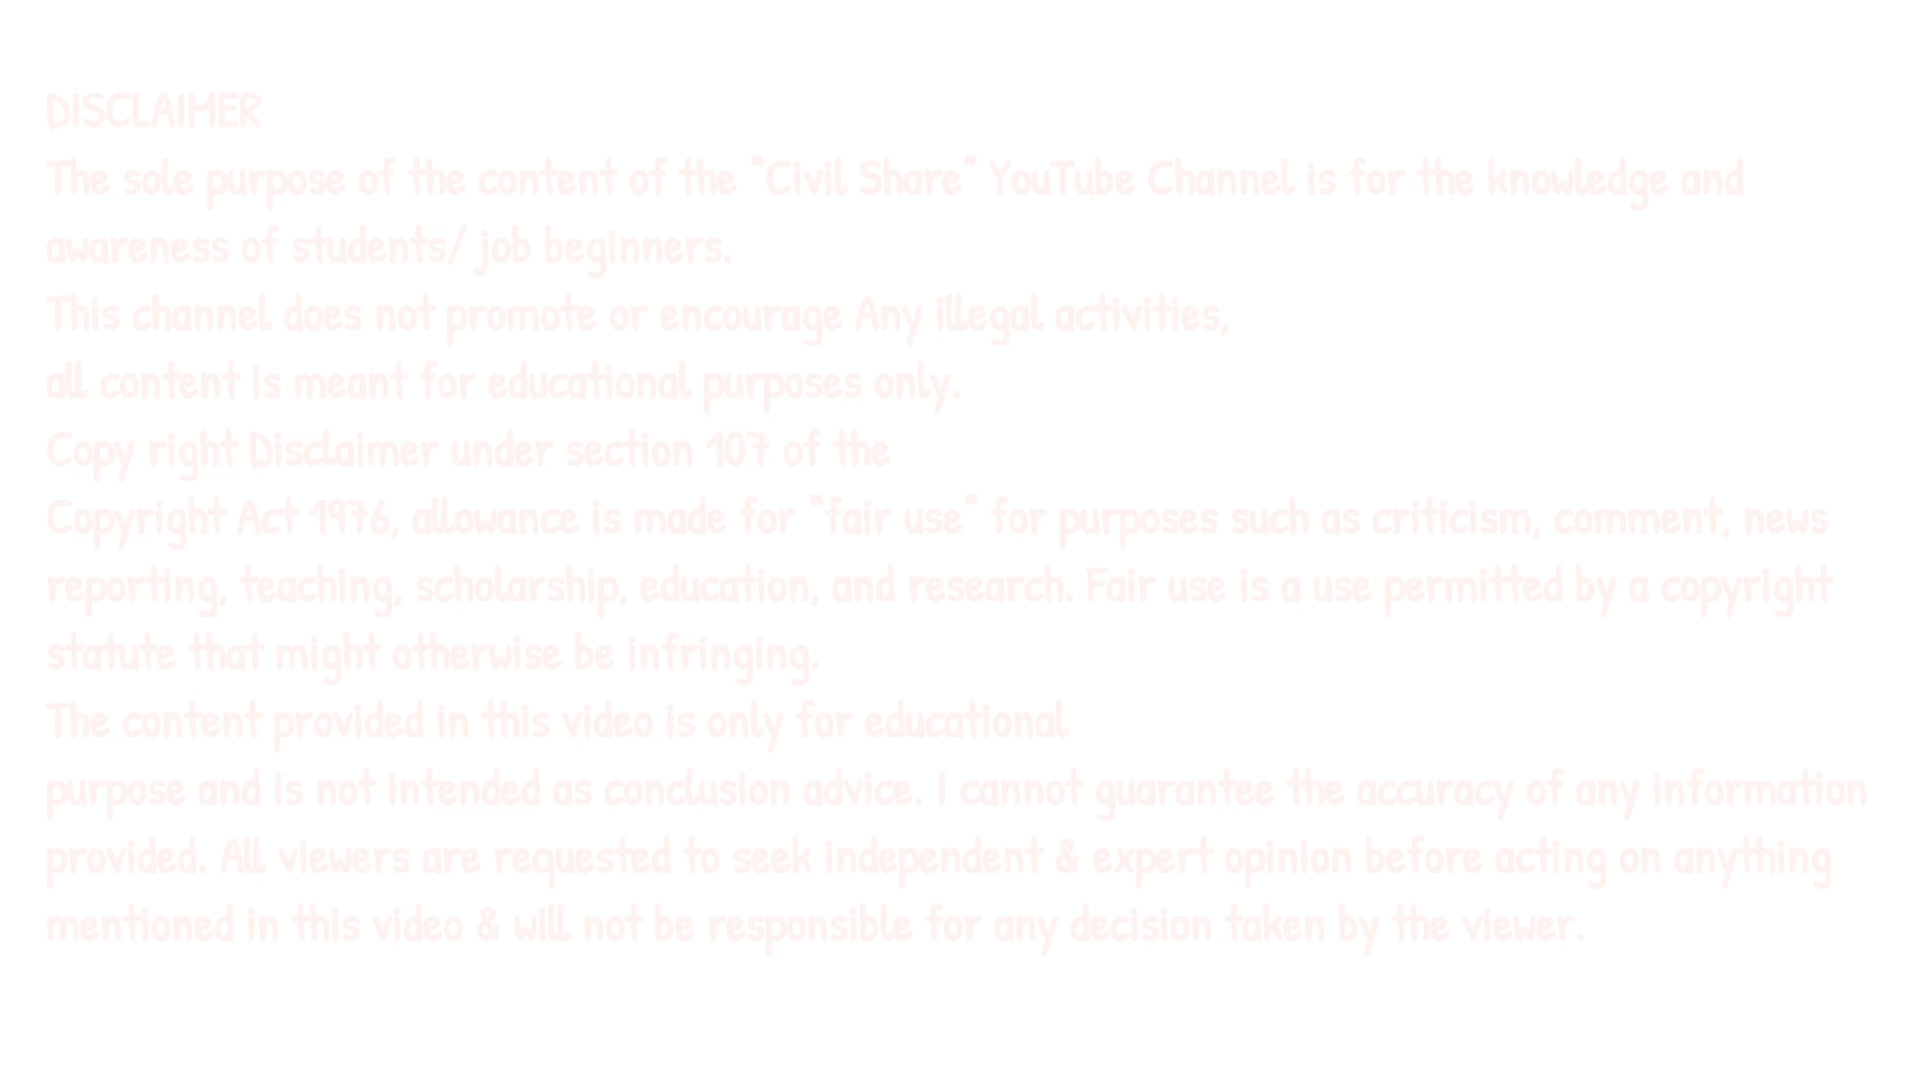 DISCLAIMER
The sole purpose of the content of the "Civil Share" YouTube Channel is for the knowledge and
awareness of students/ job beginners.
This channel does not promote or encourage Any illegal activities,
all content is meant for educational purposes only.
Copy right Disclaimer under section 107 of the
Copyright Act 1976, allowance is made for "fair use" for purposes such as criticism, comment, news
reporting, teaching, scholarship, education, and research. Fair use is a use permitted by a copyright
statute that might otherwise be infringing.
The content provided in this video is only for educational
purpose and is not intended as conclusion advice. I cannot guarantee the accuracy of any information
provided. All viewers are requested to seek independent & expert opinion before acting on anything
mentioned in this video & will not be responsible for any decision taken by the viewer.